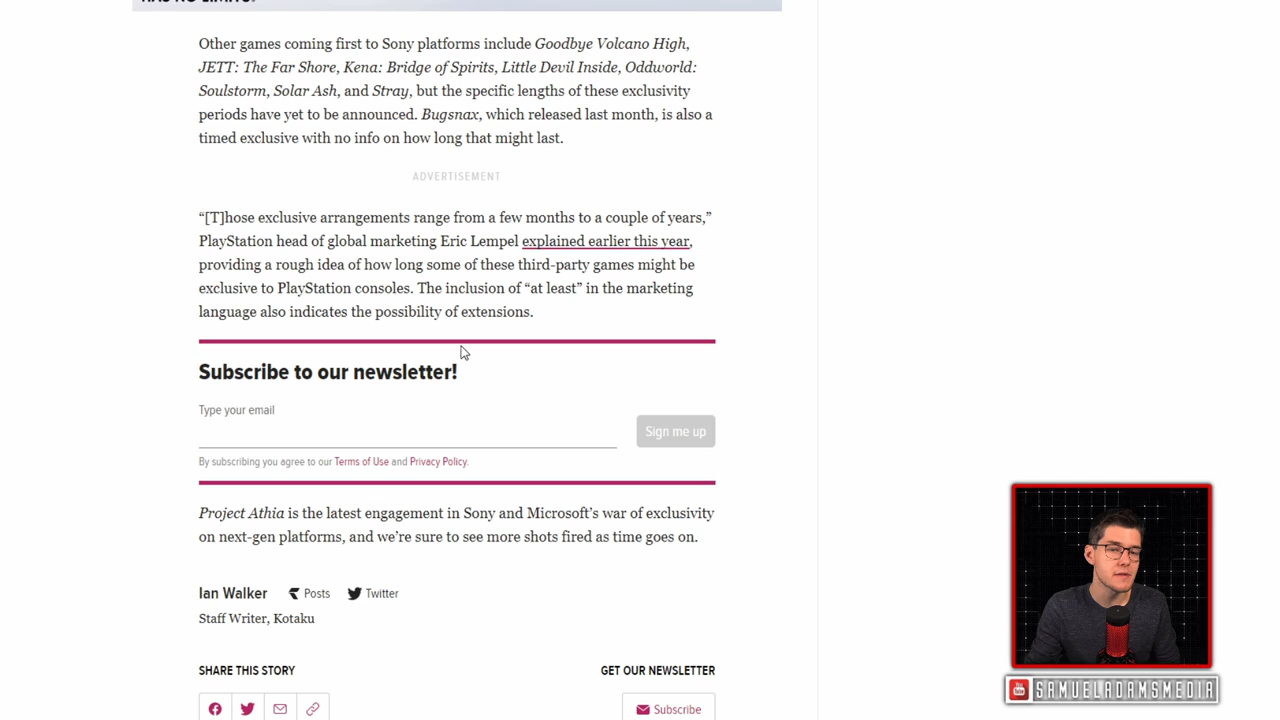 Other games coming first to Sony platforms include Goodbye Volcano High,
JETT: The Far Shore, Kena: Bridge of Spirits, Little Devil Inside, Oddworld:
Soulstorm, Solar Ash, and Stray, but the specific lengths of these exclusivity
periods have yet to be announced. Bugsnax, which released last month, is also a
timed exclusive with no info on how long that might last.
ADVERTISEMENT
“[T]hose exclusive arrangements range from a few months to a couple of years,”
PlayStation head of global marketing Eric Lempel explained earlier this year,
providing a rough idea of how long some of these third-party games might be
exclusive to PlayStation consoles. The inclusion of “at least” in the marketing
language also indicates the possibility of extensions.
Subscribe to our newsletter!
Type your email
Sign me up
By subscribing you agree to our Terms of Use and Privacy Policy.
Project Athia is the latest engagement in Sony and Microsoft’s war of exclusivity
on next-gen platforms, and we’re sure to see more shots fired as time goes on.
Ian Walker Posts Twitter
Staff Writer, Kotaku
SHARE THIS STORY GET OUR NEWSLETTER
Subscribe
SAMUELADAMSMEDIA